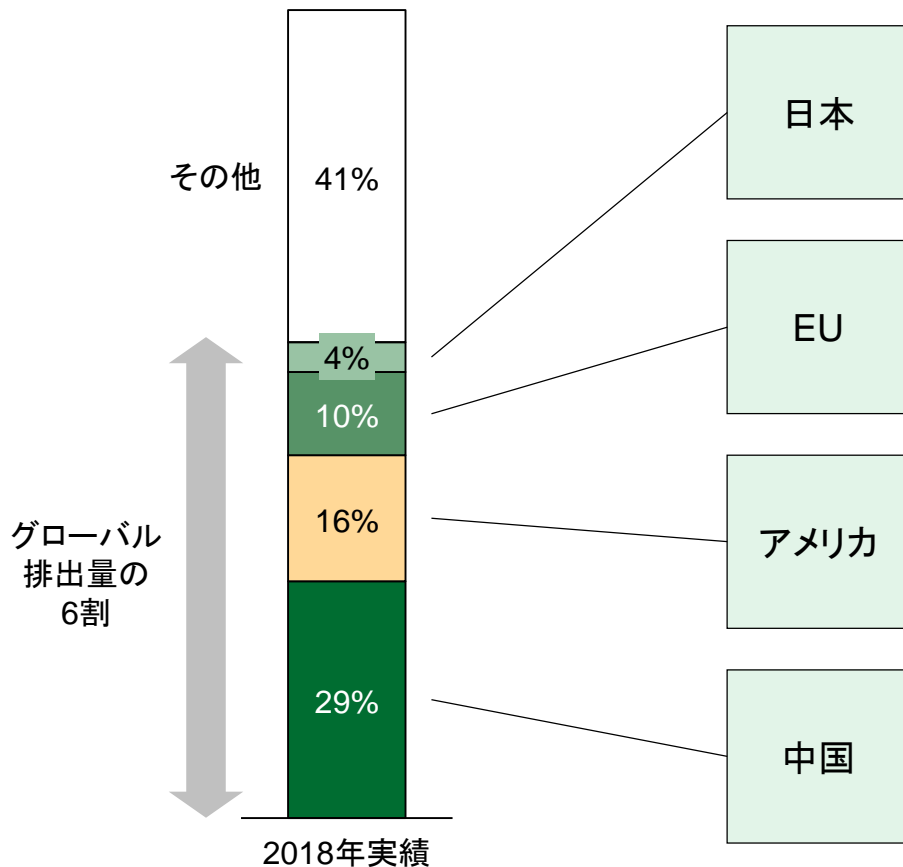 日本
その他
41%
EU
4%
10%
アメリカ
16%
グローバル
排出量の
6割
29%
中国
2018年実績